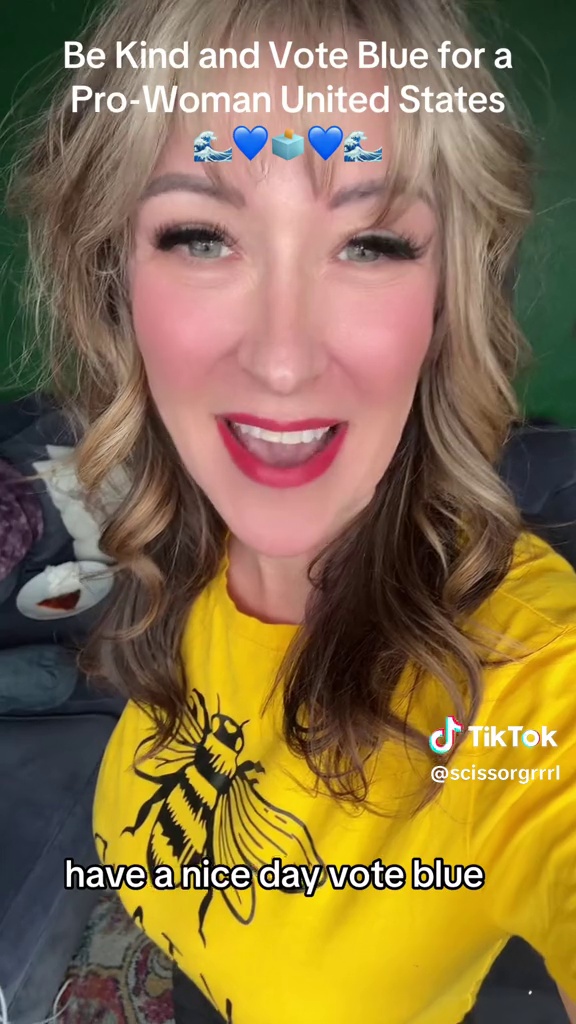 Be Kind and Vote Blue for a
Pro-Woman United States
🌊💙🗳️💙🌊
TikTok
@scissorgrrrl
have a nice day vote blue